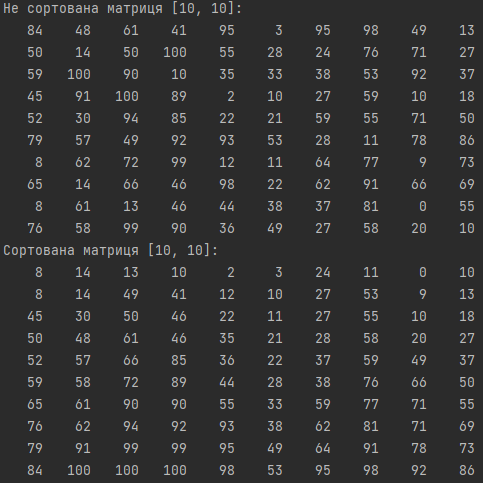 Не сортована матриця [10, 10]:
84 48 61 41 95 3 95 98 49 13
50 14 50 100 55 28 24 76 71 27
59 100 90 10 35 33 38 53 92 37
45 91 100 89 2 10 27 59 10 18
52 30 94 85 22 21 59 55 71 50
79 57 49 92 93 53 28 11 78 86
8 62 72 99 12 11 64 77 9 73
65 14 66 46 98 22 62 91 66 69
8 61 13 46 44 38 37 81 0 55
76 58 99 90 36 49 27 58 20 10
Сортована матриця [10, 10]:
8 14 13 10 2 3 24 11 0 10
8 14 49 41 12 10 27 53 9 13
45 30 50 46 22 11 27 55 10 18
50 48 61 46 35 21 28 58 20 27
52 57 66 85 36 22 37 59 49 37
59 58 72 89 44 28 38 76 66 50
65 61 90 90 55 33 59 77 71 55
76 62 94 92 93 38 62 81 71 69
79 91 99 99 95 49 64 91 78 73
84 100 100 100 98 53 95 98 92 86